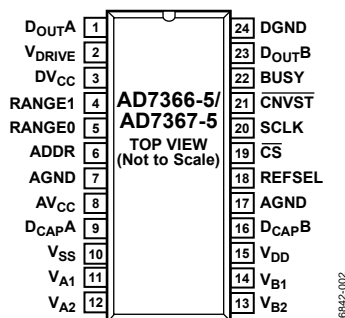 DOUTA 1
VDRIVE 2
DVCC 3
RANGE1 4
RANGE0 5
ADDR 6
AGND 7
AVCC 8
DCAPA 9
VSS 10
VA1 11
VA2 12
AD7366-5/
AD7367-5
TOP VIEW
(Not to Scale)
24 DGND
23 DOUTB
22 BUSY
21 CNVST
20 SCLK
19 CS
18 REFSEL
17 AGND
16 DCAPB
15 VDD
14 VB1
13 VB2
6842-002